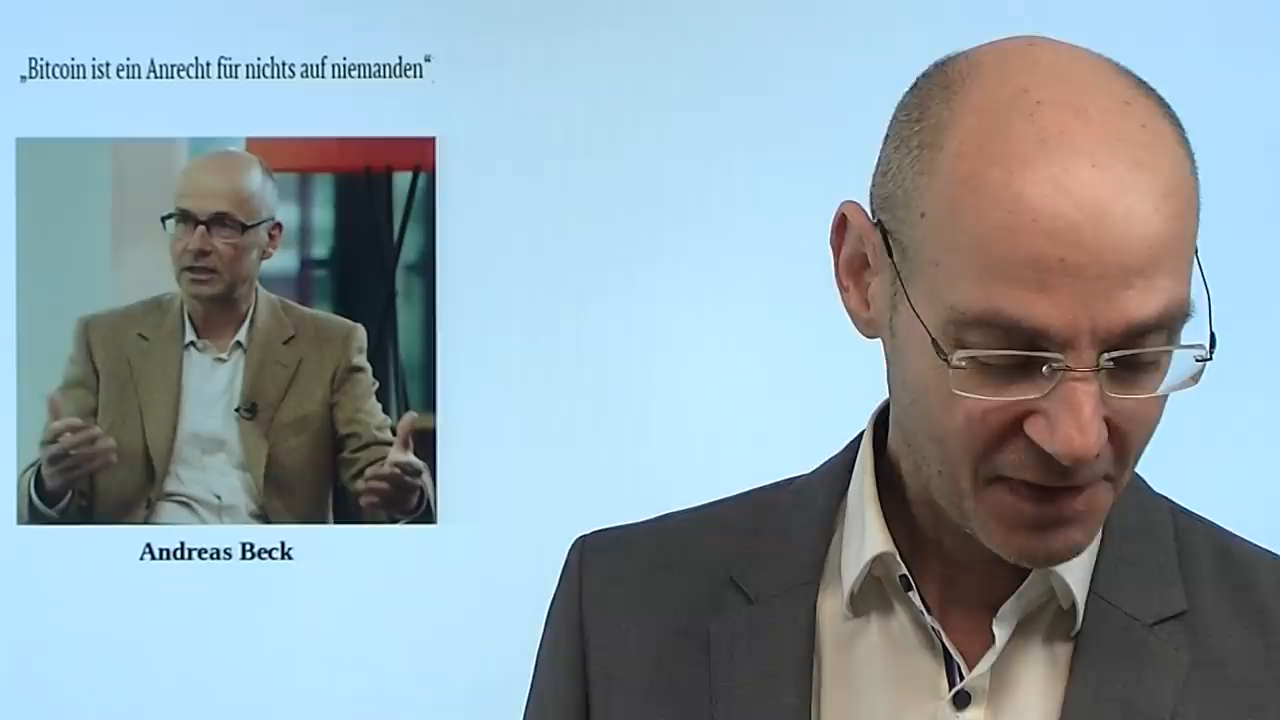 „Bitcoin ist ein Anrecht für nichts auf niemanden“
Andreas Beck